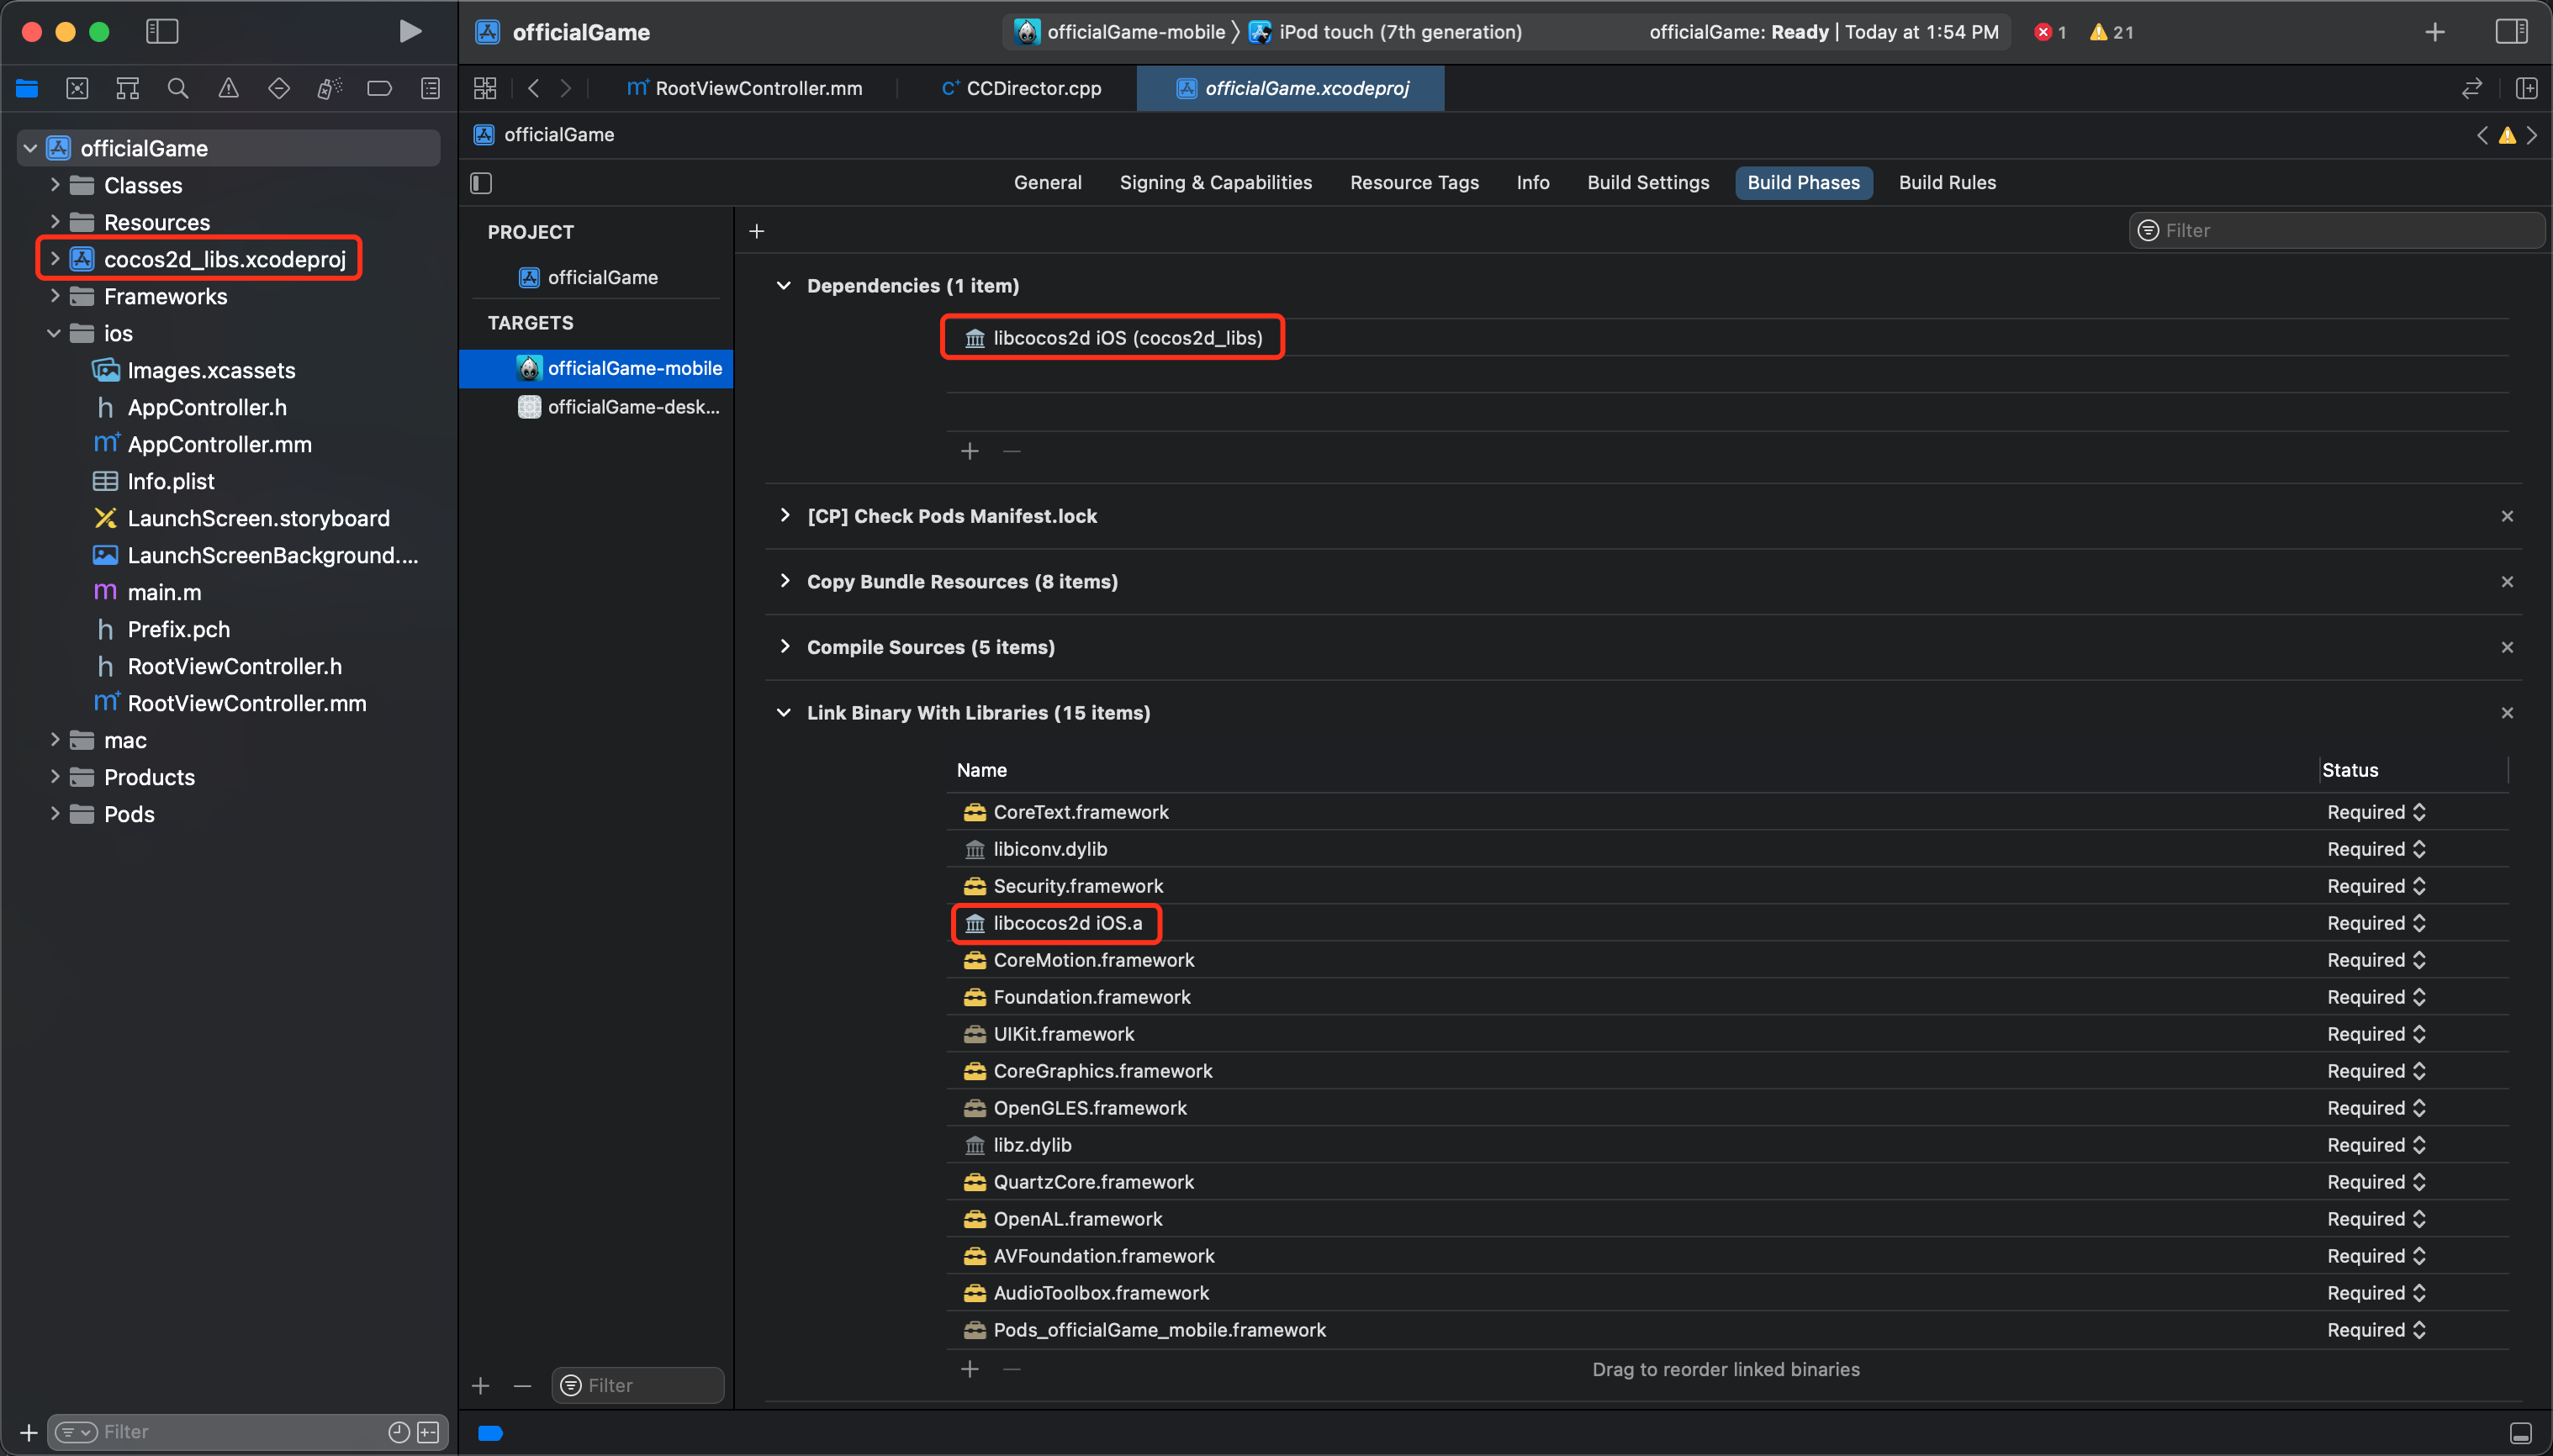 officialGame
officialGame-mobile
iPod touch (7th generation)
officialGame: Ready | Today at 1:54 PM
1
21
RootViewController.mm
CCDirector.cpp
officialGame.xcodeproj
officialGame
Classes
Resources
cocos2d_libs.xcodeproj
Frameworks
ios
Images.xcassets
AppController.h
AppController.mm
Info.plist
LaunchScreen.storyboard
LaunchScreenBackground....
main.m
Prefix.pch
RootViewController.h
RootViewController.mm
mac
Products
Pods
Filter
officialGame
General
Signing & Capabilities
Resource Tags
Info
Build Settings
Build Phases
Build Rules
PROJECT
officialGame
TARGETS
officialGame-mobile
officialGame-desk...
Filter
Filter
Dependencies (1 item)
libcocos2d iOS (cocos2d_libs)
[CP] Check Pods Manifest.lock
Copy Bundle Resources (8 items)
Compile Sources (5 items)
Link Binary With Libraries (15 items)
Name Status
CoreText.framework Required
libiconv.dylib Required
Security.framework Required
libcocos2d iOS.a Required
CoreMotion.framework Required
Foundation.framework Required
UIKit.framework Required
CoreGraphics.framework Required
OpenGLES.framework Required
libz.dylib Required
QuartzCore.framework Required
OpenAL.framework Required
AVFoundation.framework Required
AudioToolbox.framework Required
Pods_officialGame_mobile.framework Required
Drag to reorder linked binaries